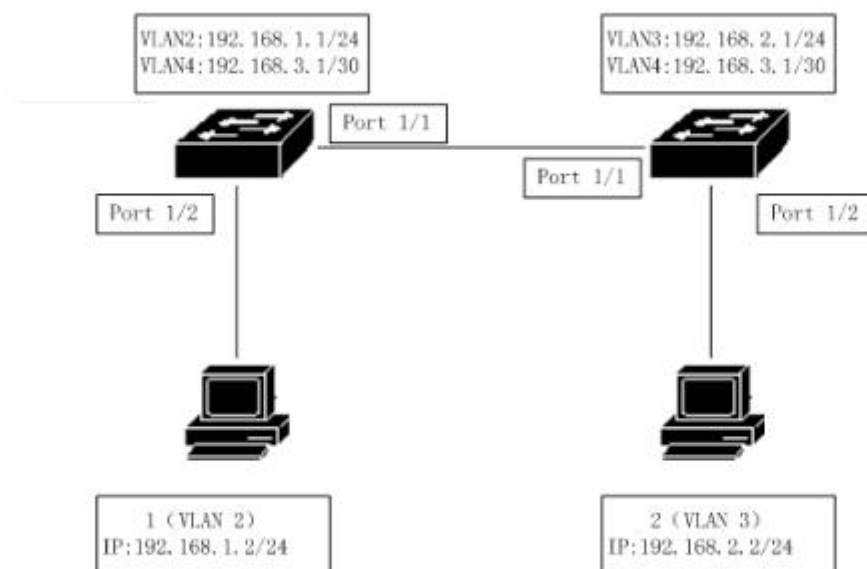 VLAN2:192.168.1.1/24
VLAN4:192.168.3.1/30
VLAN3:192.168.2.1/24
VLAN4:192.168.3.1/30
Port 1/1
Port 1/1
Port 1/2
Port 1/2
1 (VLAN 2)
IP:192.168.1.2/24
2 (VLAN 3)
IP:192.168.2.2/24